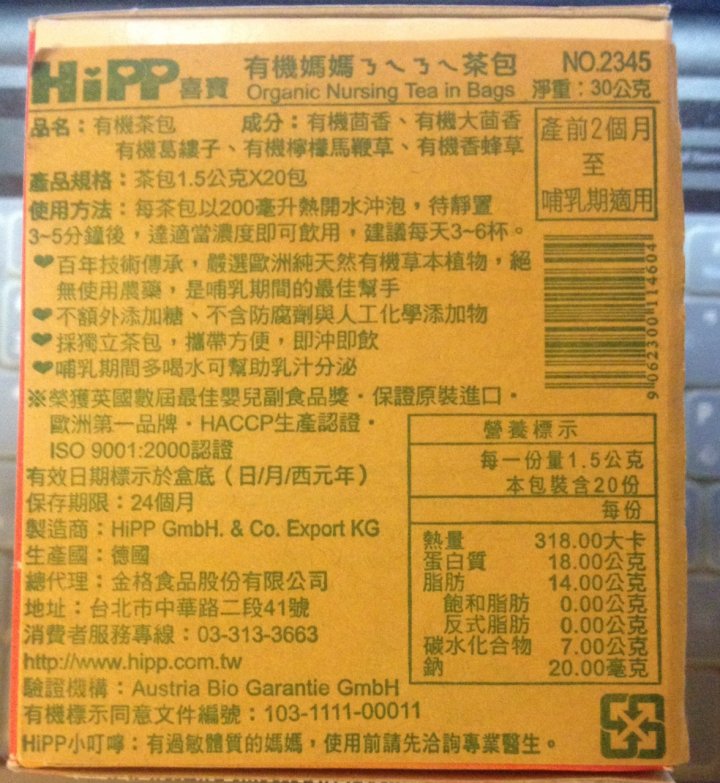 HiPP喜寶 有機媽媽ㄋㄟㄋㄟ茶包 NO.2345
Organic Nursing Tea in Bags 淨重：30公克
品名：有機茶包 成分：有機茴香、有機大茴香
有機葛縷子、有機檸檬馬鞭草、有機香蜂草
產前2個月
至
哺乳期適用
產品規格：茶包1.5公克X20包
使用方法：每茶包以200毫升熱開水沖泡，待靜置
3~5分鐘後，達適當濃度即可飲用，建議每天3~6杯。
❤百年技術傳承，嚴選歐洲純天然有機草本植物，絕
無使用農藥，是哺乳期間的最佳幫手
❤不額外添加糖、不含防腐劑與人工化學添加物
❤採獨立茶包，攜帶方便，即沖即飲
❤哺乳期間多喝水可幫助乳汁分泌
9 062300 114604
※榮獲英國數屆最佳嬰兒副食品獎．保證原裝進口．
歐洲第一品牌．HACCP生產認證．
ISO 9001:2000認證
有效日期標示於盒底（日/月/西元年）
保存期限：24個月
製造商：HiPP GmbH. & Co. Export KG
生產國：德國
總代理：金格食品股份有限公司
地址：台北市中華路二段41號
消費者服務專線：03-313-3663
http://www.hipp.com.tw
驗證機構：Austria Bio Garantie GmbH
有機標示同意文件編號：103-1111-00011
HiPP小叮嚀：有過敏體質的媽媽，使用前請先洽詢專業醫生。
營養標示
每一份量1.5公克
本包裝含20份
每份
熱量 318.00大卡
蛋白質 18.00公克
脂肪 14.00公克
飽和脂肪 0.00公克
反式脂肪 0.00公克
碳水化合物 7.00公克
鈉 20.00毫克